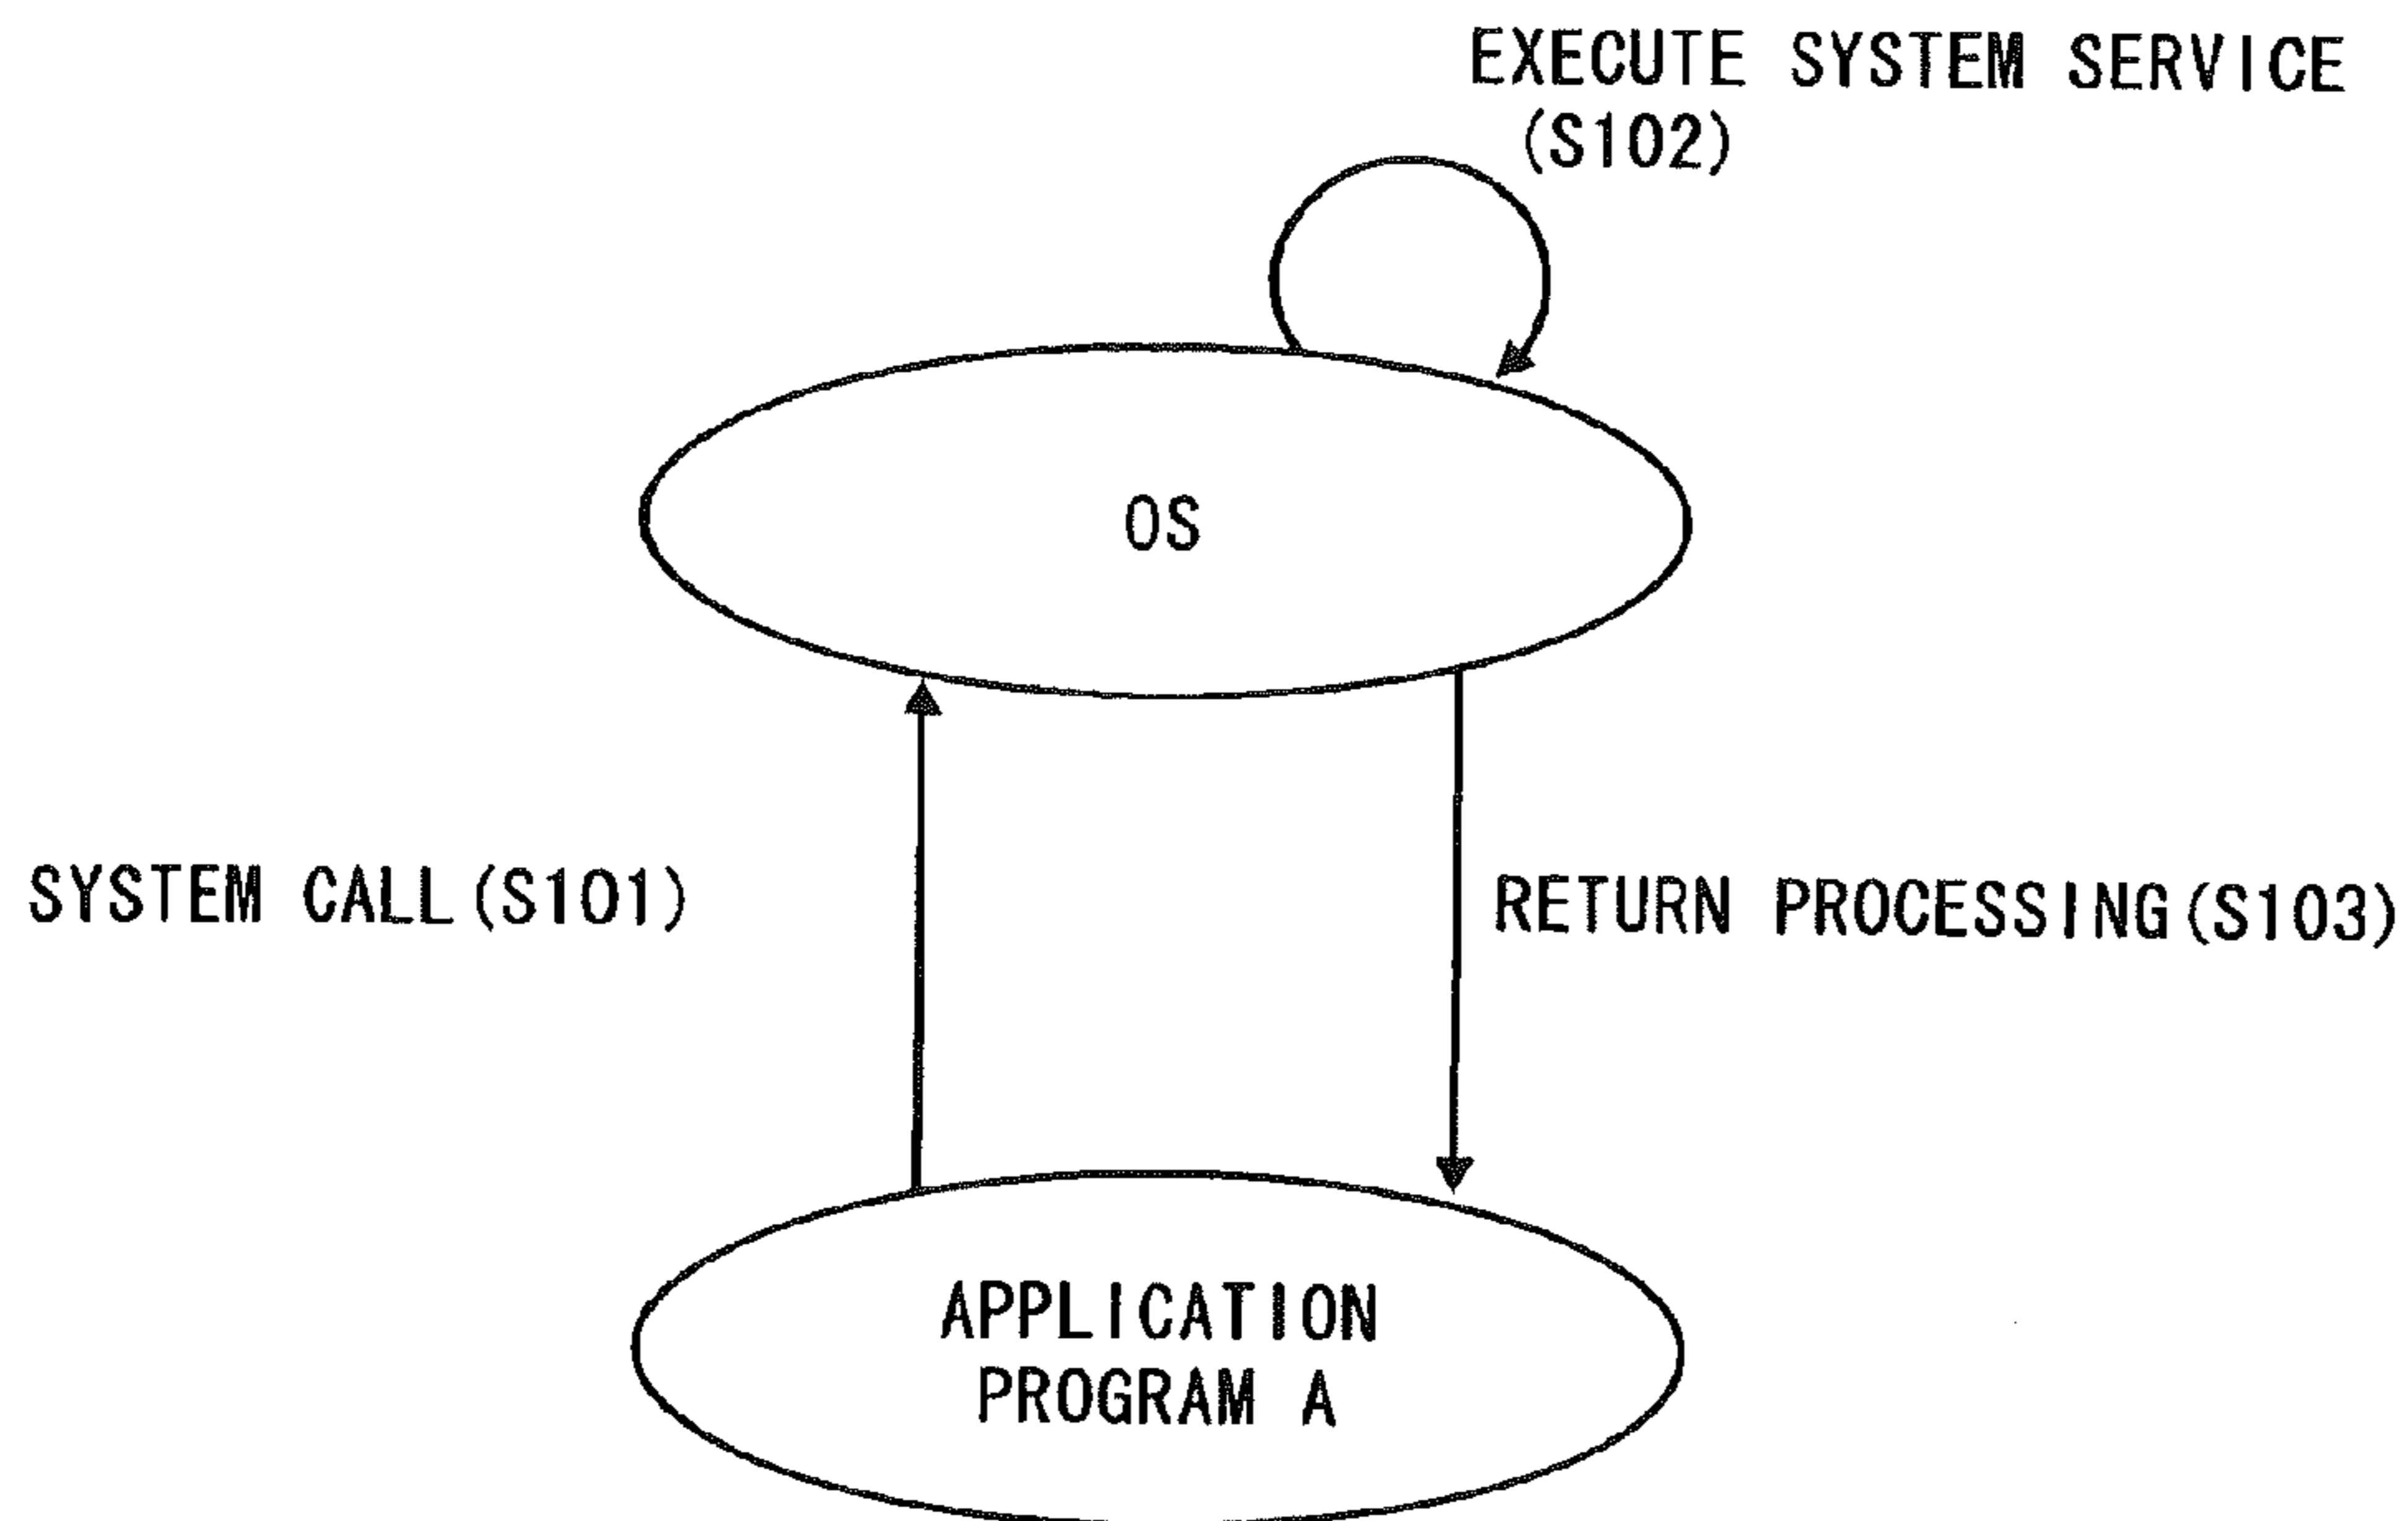 EXECUTE SYSTEM SERVICE
(S102)
OS
SYSTEM CALL(S101)
RETURN PROCESSING(S103)
APPLICATION
PROGRAM A